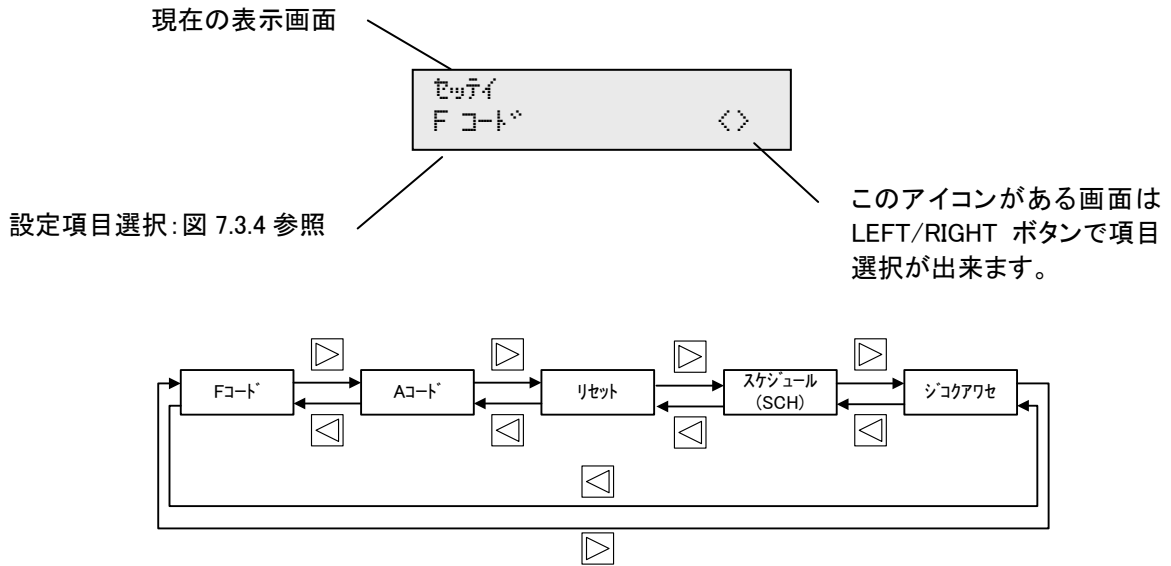 現在の表示画面
セッテイ
F コード <>
設定項目選択:図 7.3.4 参照
このアイコンがある画面は
LEFT/RIGHT ボタンで項目
選択が出来ます。
Fコード
Aコード
リセット
スケジュール
(SCH)
ジコクアワセ